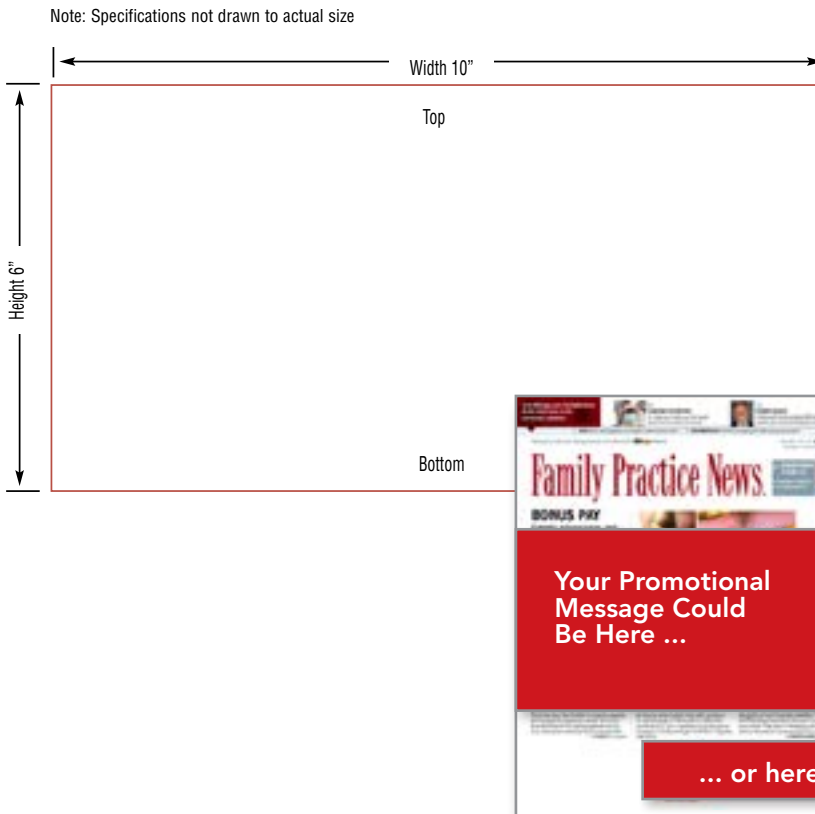 Note: Specifications not drawn to actual size
Width 10”
Top
Height 6”
Bottom
Family Practice News.
BONUS PAY
Your Promotional
Message Could
Be Here ...
... or here